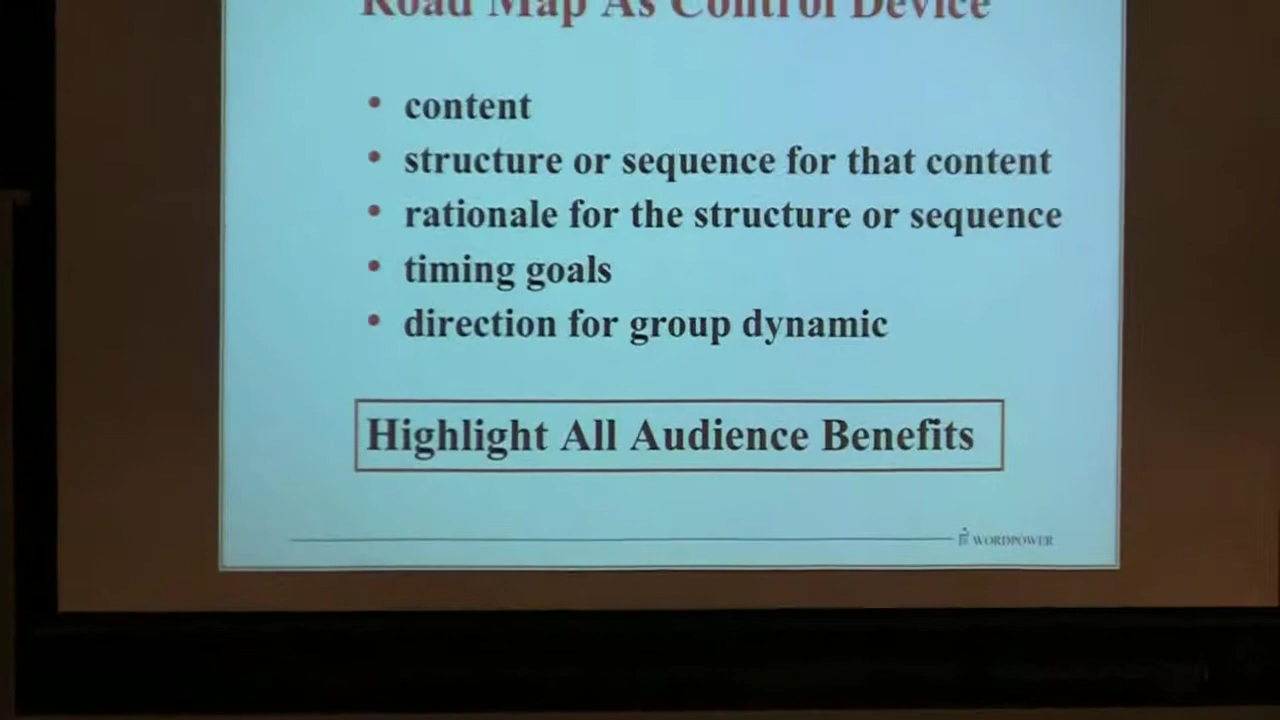 Road Map As Control Device
• content
• structure or sequence for that content
• rationale for the structure or sequence
• timing goals
• direction for group dynamic
Highlight All Audience Benefits
WORDPOWER